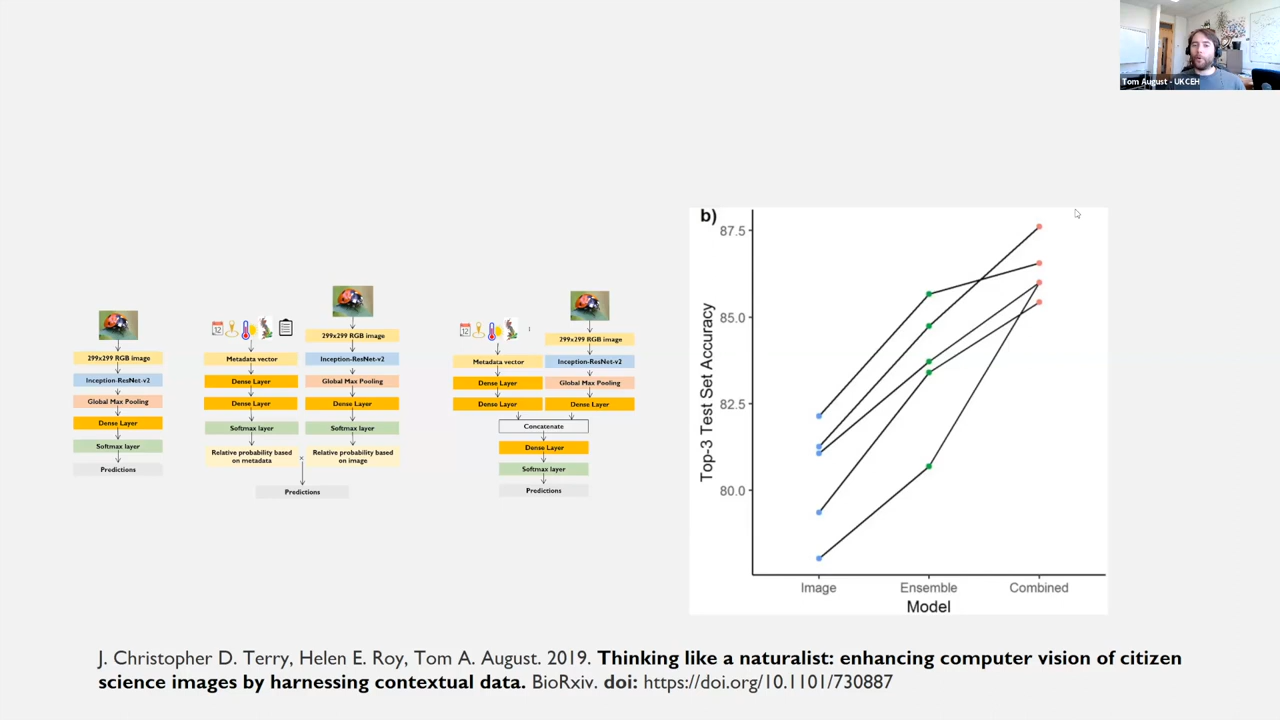 Tom August - UKCEH
299x299 RGB image
Inception-ResNet-v2
Global Max Pooling
Dense Layer
Softmax layer
Predictions
12
Metadata vector
Dense Layer
Dense Layer
Softmax layer
Relative probability based
on metadata
299x299 RGB image
Inception-ResNet-v2
Global Max Pooling
Dense Layer
Softmax layer
Relative probability based
on image
×
Predictions
12
Metadata vector
Dense Layer
Dense Layer
299x299 RGB image
Inception-ResNet-v2
Global Max Pooling
Dense Layer
Concatenate
Dense Layer
Softmax layer
Predictions
b)
Top-3 Test Set Accuracy
87.5
85.0
82.5
80.0
Image Ensemble Combined
Model
J. Christopher D. Terry, Helen E. Roy, Tom A. August. 2019. Thinking like a naturalist: enhancing computer vision of citizen
science images by harnessing contextual data. BioRxiv. doi: https://doi.org/10.1101/730887